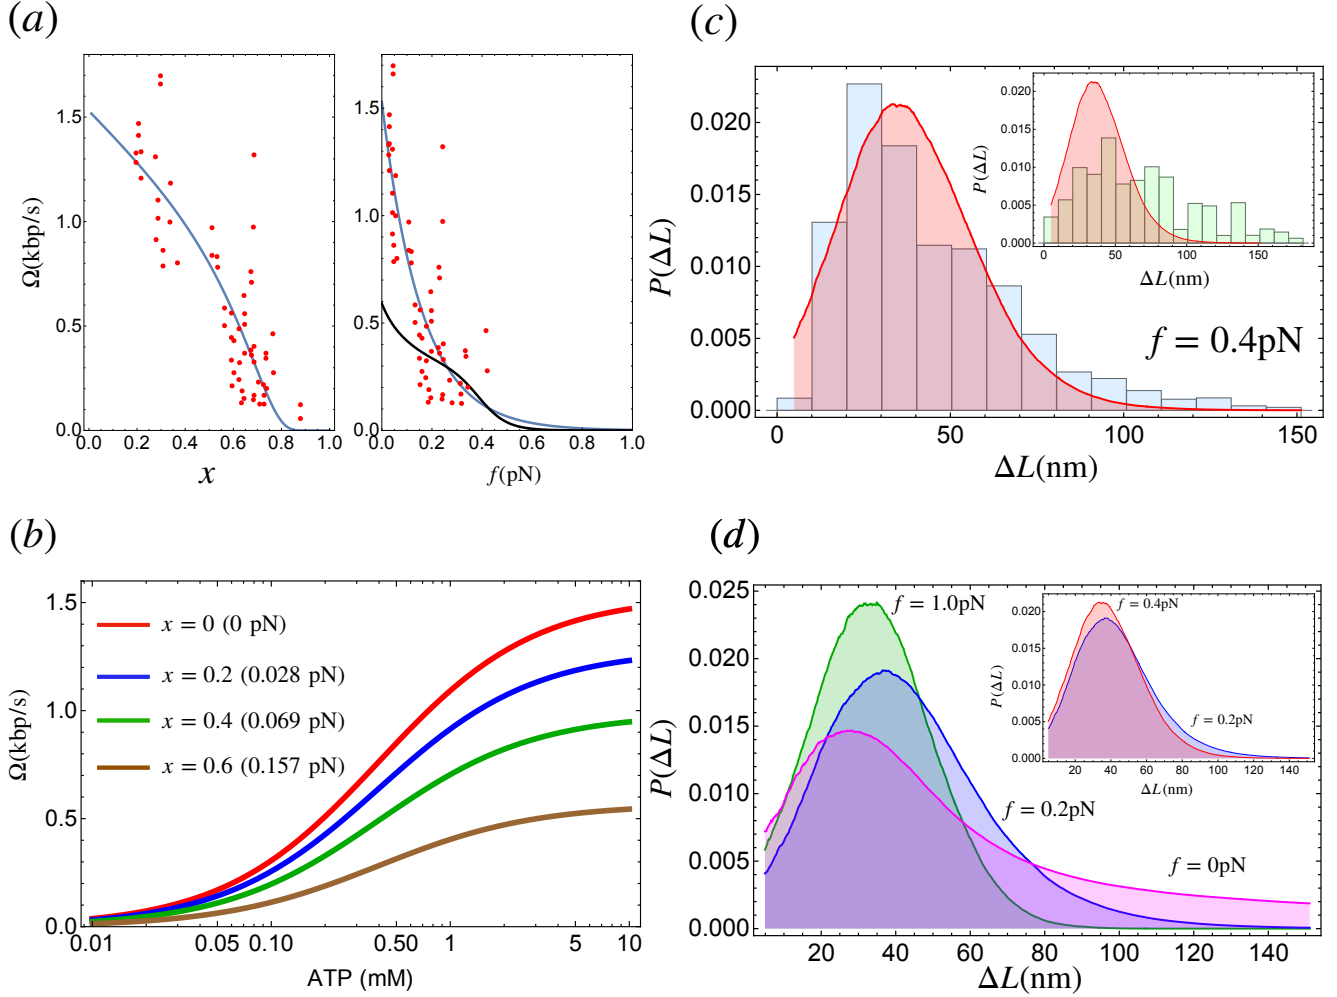 (a)
Ω(kbp/s)
1.5
1.0
0.5
0.0
0.0 0.2 0.4 0.6 0.8 1.0
x
1.5
1.0
0.5
0.0
0.0 0.2 0.4 0.6 0.8 1.0
f(pN)
(b)
Ω(kbp/s)
1.5
1.0
0.5
0.0
x = 0 (0 pN)
x = 0.2 (0.028 pN)
x = 0.4 (0.069 pN)
x = 0.6 (0.157 pN)
0.01 0.05 0.10 0.50 1 5 10
ATP (mM)
(c)
P(ΔL)
0.020
0.015
0.010
0.005
0.000
0 50 100 150
ΔL(nm)
f = 0.4pN
P(ΔL)
0.020
0.015
0.010
0.005
0.000
0 50 100 150
ΔL(nm)
(d)
P(ΔL)
0.025
0.020
0.015
0.010
0.005
0.000
20 40 60 80 100 120 140
ΔL(nm)
f = 1.0pN
f = 0.2pN
f = 0pN
P(ΔL)
0.020
0.015
0.010
0.005
0.000
20 40 60 80 100 120 140
ΔL(nm)
f = 0.4pN
f = 0.2pN